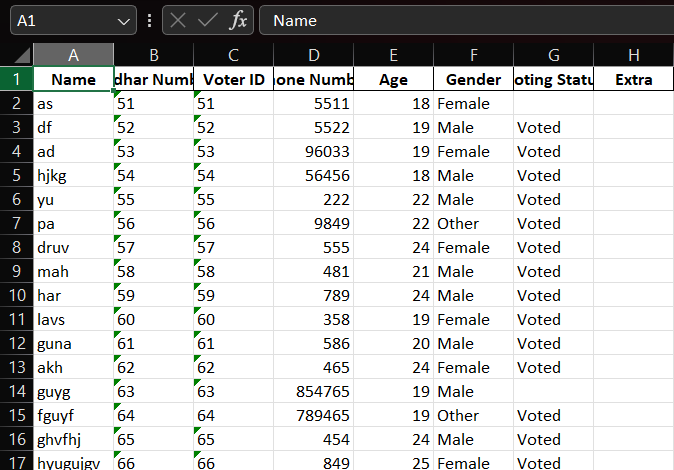 A1 fx Name
A B C D E F G H
1 Name dhar Numb Voter ID one Numb Age Gender oting Statu Extra
2 as 51 51 5511 18 Female
3 df 52 52 5522 19 Male Voted
4 ad 53 53 96033 19 Female Voted
5 hjkg 54 54 56456 18 Male Voted
6 yu 55 55 222 22 Male Voted
7 pa 56 56 9849 22 Other Voted
8 druv 57 57 555 24 Female Voted
9 mah 58 58 481 21 Male Voted
10 har 59 59 789 24 Male Voted
11 lavs 60 60 358 19 Female Voted
12 guna 61 61 586 20 Male Voted
13 akh 62 62 465 24 Female Voted
14 guyg 63 63 854765 19 Male
15 fguyf 64 64 789465 19 Other Voted
16 ghvfhj 65 65 454 24 Male Voted
17 hyugujgv 66 66 849 25 Female Voted